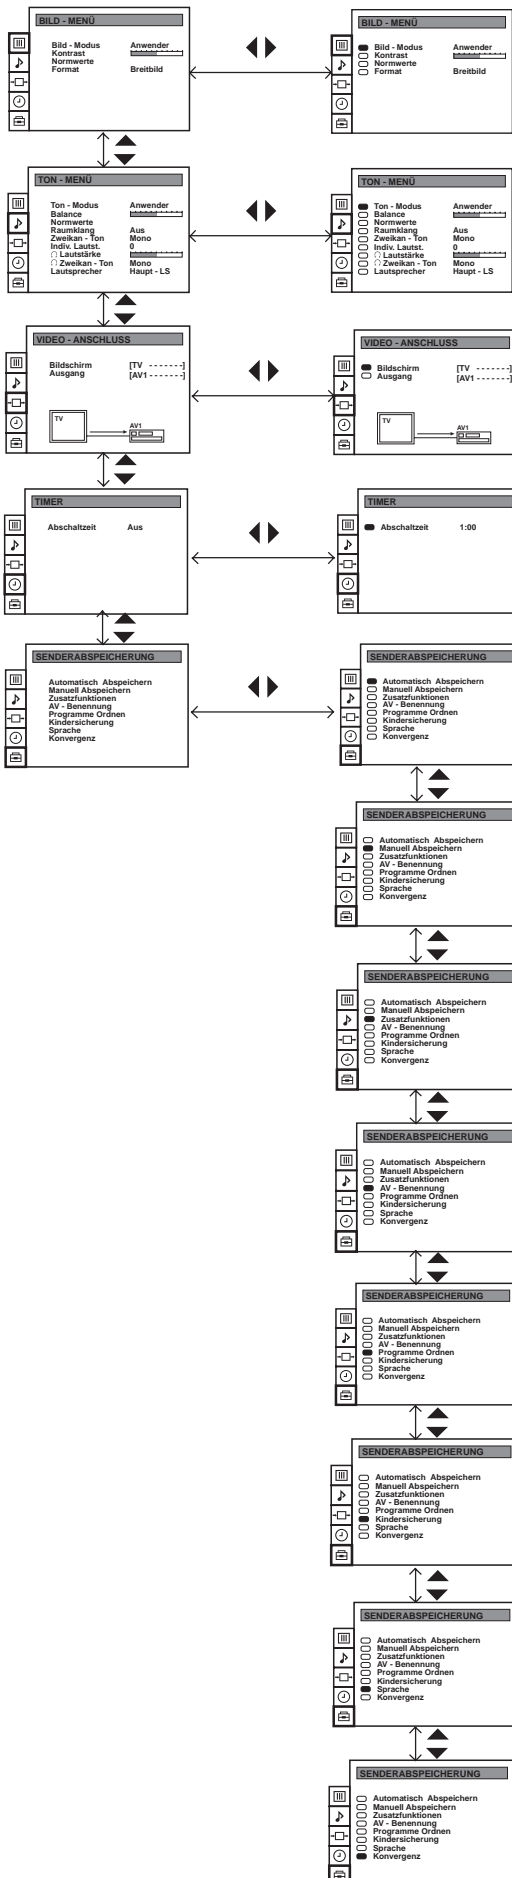 BILD - MENÜ
Bild - Modus Anwender
Kontrast
Normwerte
Format Breitbild
BILD - MENÜ
Bild - Modus Anwender
Kontrast
Normwerte
Format Breitbild
TON - MENÜ
Ton - Modus Anwender
Balance
Normwerte
Raumklang Aus
Zweikan - Ton Mono
Indiv. Lautst. 0
Lautstärke
Zweikan - Ton Mono
Lautsprecher Haupt - LS
TON - MENÜ
Ton - Modus Anwender
Balance
Normwerte
Raumklang Aus
Zweikan - Ton Mono
Indiv. Lautst. 0
Lautstärke
Zweikan - Ton Mono
Lautsprecher Haupt - LS
VIDEO - ANSCHLUSS
Bildschirm [TV ------]
Ausgang [AV1 ------]
TV
AV1
VIDEO - ANSCHLUSS
Bildschirm [TV ------]
Ausgang [AV1 ------]
TV
AV1
TIMER
Abschaltzeit Aus
TIMER
Abschaltzeit 1:00
SENDERABSPEICHERUNG
Automatisch Abspeichern
Manuell Abspeichern
Zusatzfunktionen
AV - Benennung
Programme Ordnen
Kindersicherung
Sprache
Konvergenz
SENDERABSPEICHERUNG
Automatisch Abspeichern
Manuell Abspeichern
Zusatzfunktionen
AV - Benennung
Programme Ordnen
Kindersicherung
Sprache
Konvergenz
SENDERABSPEICHERUNG
Automatisch Abspeichern
Manuell Abspeichern
Zusatzfunktionen
AV - Benennung
Programme Ordnen
Kindersicherung
Sprache
Konvergenz
SENDERABSPEICHERUNG
Automatisch Abspeichern
Manuell Abspeichern
Zusatzfunktionen
AV - Benennung
Programme Ordnen
Kindersicherung
Sprache
Konvergenz
SENDERABSPEICHERUNG
Automatisch Abspeichern
Manuell Abspeichern
Zusatzfunktionen
AV - Benennung
Programme Ordnen
Kindersicherung
Sprache
Konvergenz
SENDERABSPEICHERUNG
Automatisch Abspeichern
Manuell Abspeichern
Zusatzfunktionen
AV - Benennung
Programme Ordnen
Kindersicherung
Sprache
Konvergenz
SENDERABSPEICHERUNG
Automatisch Abspeichern
Manuell Abspeichern
Zusatzfunktionen
AV - Benennung
Programme Ordnen
Kindersicherung
Sprache
Konvergenz
SENDERABSPEICHERUNG
Automatisch Abspeichern
Manuell Abspeichern
Zusatzfunktionen
AV - Benennung
Programme Ordnen
Kindersicherung
Sprache
Konvergenz
SENDERABSPEICHERUNG
Automatisch Abspeichern
Manuell Abspeichern
Zusatzfunktionen
AV - Benennung
Programme Ordnen
Kindersicherung
Sprache
Konvergenz